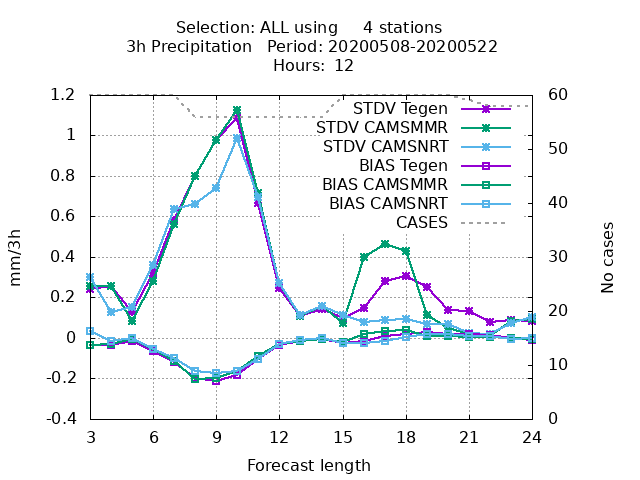 Selection: ALL using 4 stations
3h Precipitation Period: 20200508-20200522
Hours: 12
1.2
1
0.8
0.6
0.4
0.2
0
-0.2
-0.4
mm/3h
STDV Tegen
STDV CAMSMMR
STDV CAMSNRT
BIAS Tegen
BIAS CAMSMMR
BIAS CAMSNRT
CASES
60
50
40
30
20
10
0
No cases
3 6 9 12 15 18 21 24
Forecast length